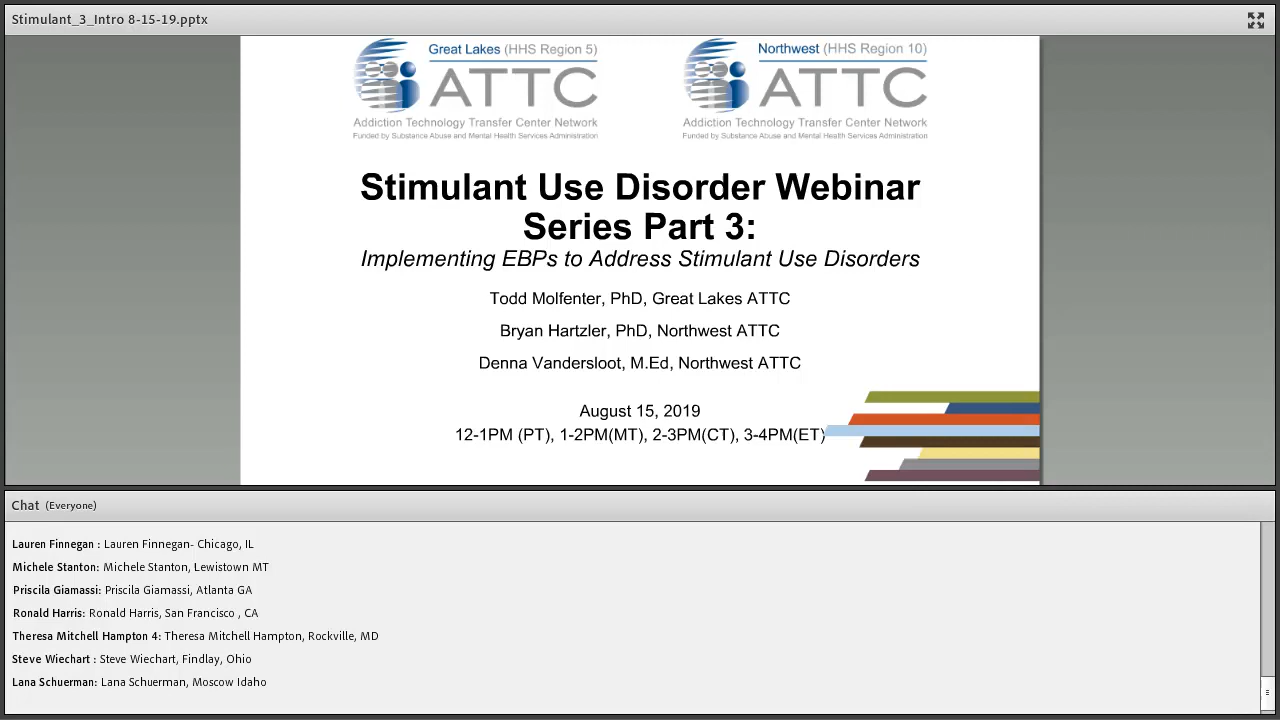 Stimulant_3_Intro 8-15-19.pptx
Great Lakes (HHS Region 5)
ATTC
Addiction Technology Transfer Center Network
Funded by Substance Abuse and Mental Health Services Administration
Northwest (HHS Region 10)
ATTC
Addiction Technology Transfer Center Network
Funded by Substance Abuse and Mental Health Services Administration
Stimulant Use Disorder Webinar
Series Part 3:
Implementing EBPs to Address Stimulant Use Disorders
Todd Molfenter, PhD, Great Lakes ATTC
Bryan Hartzler, PhD, Northwest ATTC
Denna Vandersloot, M.Ed, Northwest ATTC
August 15, 2019
12-1PM (PT), 1-2PM(MT), 2-3PM(CT), 3-4PM(ET)
Chat (Everyone)
Lauren Finnegan : Lauren Finnegan- Chicago, IL
Michele Stanton: Michele Stanton, Lewistown MT
Priscila Giamassi: Priscila Giamassi, Atlanta GA
Ronald Harris: Ronald Harris, San Francisco , CA
Theresa Mitchell Hampton 4: Theresa Mitchell Hampton, Rockville, MD
Steve Wiechart : Steve Wiechart, Findlay, Ohio
Lana Schuerman: Lana Schuerman, Moscow Idaho